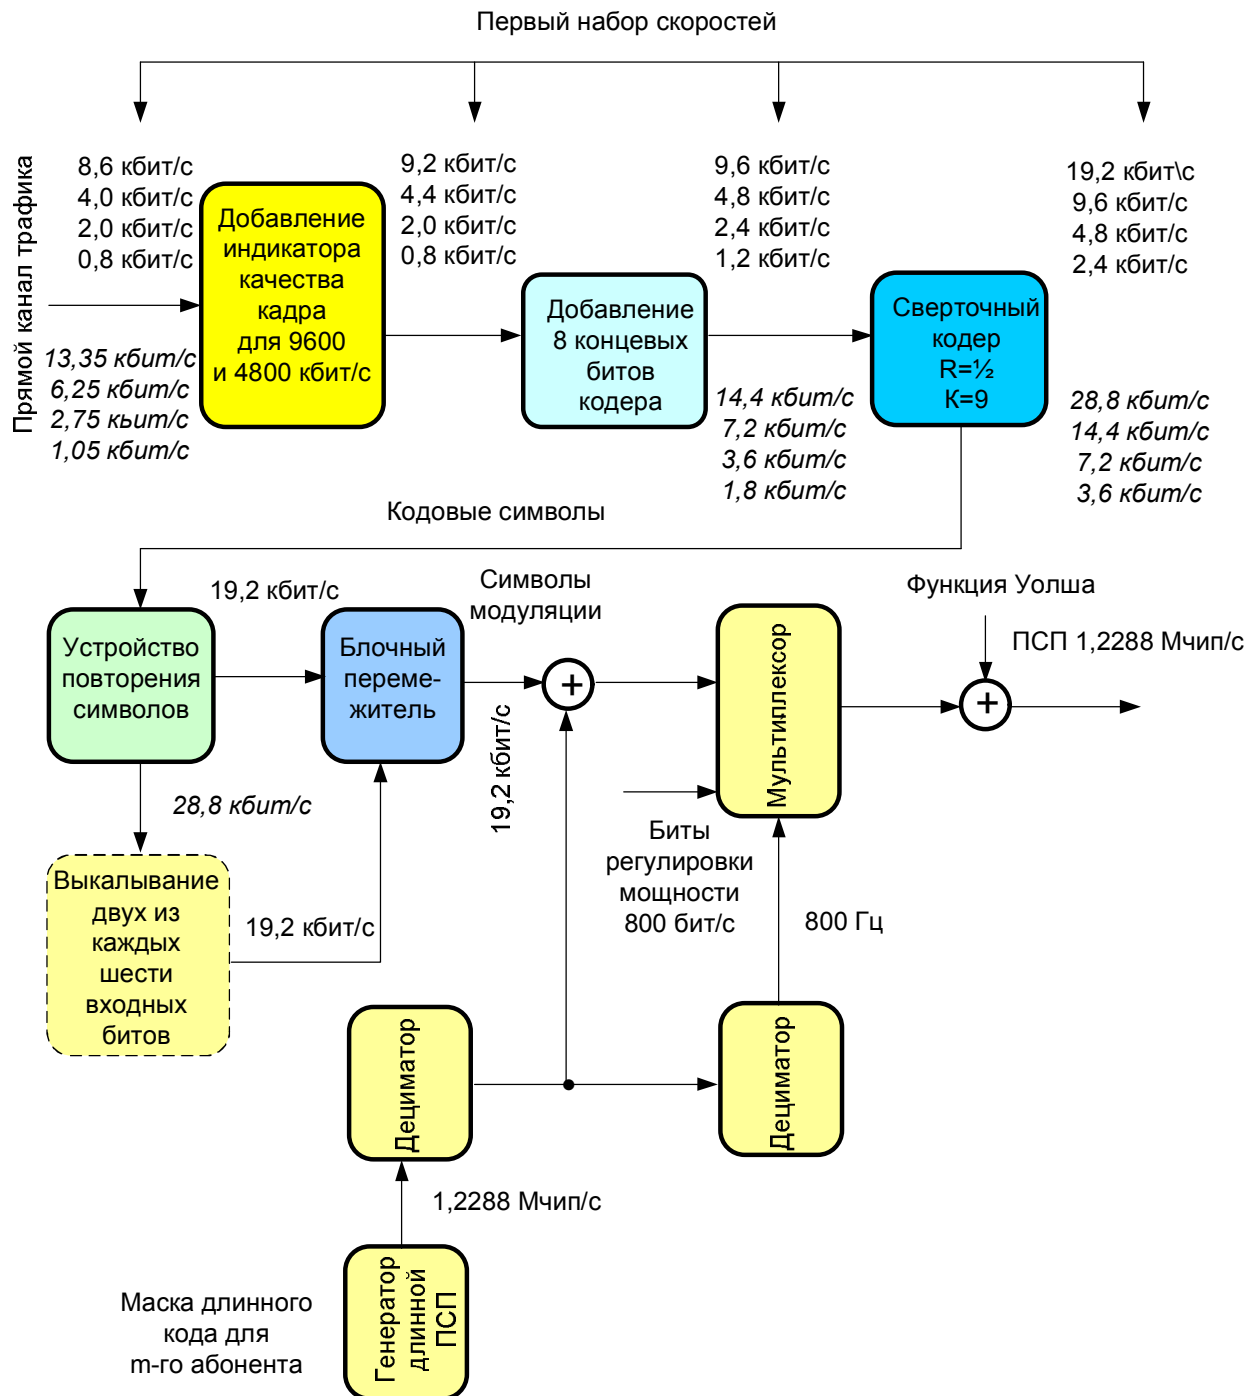 Первый набор скоростей
Прямой канал трафика
8,6 кбит/с
4,0 кбит/с
2,0 кбит/с
0,8 кбит/с
9,2 кбит/с
4,4 кбит/с
2,0 кбит/с
0,8 кбит/с
9,6 кбит/с
4,8 кбит/с
2,4 кбит/с
1,2 кбит/с
19,2 кбит\с
9,6 кбит/с
4,8 кбит/с
2,4 кбит/с
Добавление
индикатора
качества
кадра
для 9600
и 4800 кбит/с
Добавление
8 концевых
битов
кодера
Сверточный
кодер
R=½
К=9
13,35 кбит/с
6,25 кбит/с
2,75 кьит/с
1,05 кбит/с
14,4 кбит/с
7,2 кбит/с
3,6 кбит/с
1,8 кбит/с
28,8 кбит/с
14,4 кбит/с
7,2 кбит/с
3,6 кбит/с
Кодовые символы
19,2 кбит/с
Символы
модуляции
Функция Уолша
ПСП 1,2288 Мчип/с
Устройство
повторения
символов
Блочный
переме-
житель
+
19,2 кбит/с
Мультиплексор
+
28,8 кбит/с
Биты
регулировки
мощности
800 бит/с
Выкалывание
двух из
каждых
шести
входных
битов
19,2 кбит/с
800 Гц
Дециматор
Дециматор
1,2288 Мчип/с
Генератор
длинной
ПСП
Маска длинного
кода для
m-го абонента